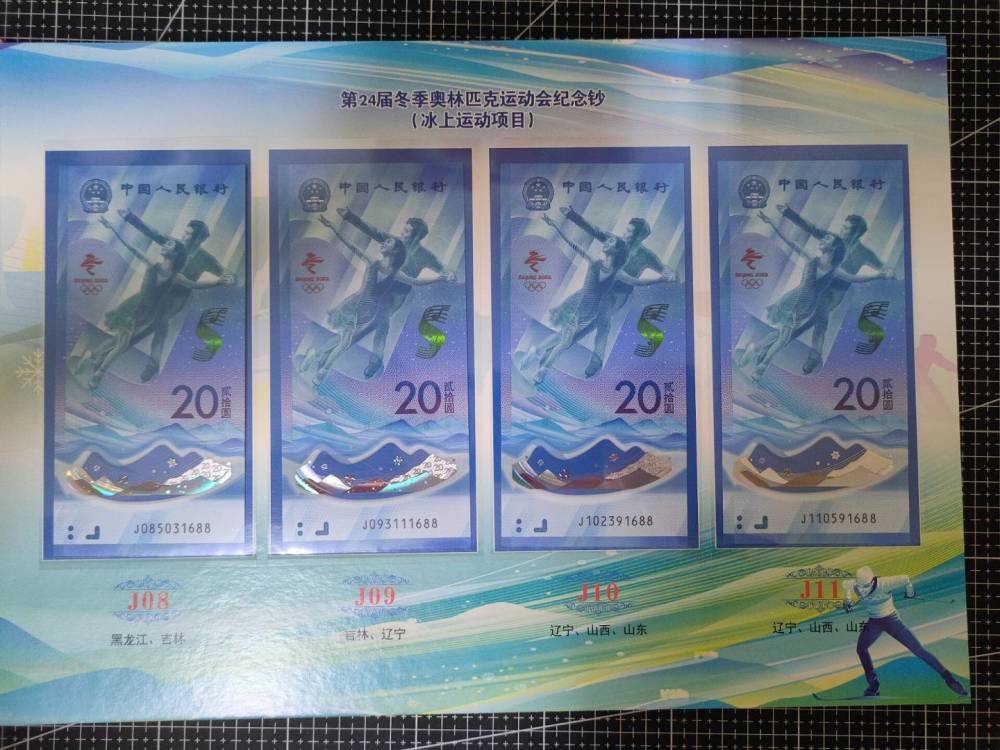 第24届冬季奥林匹克运动会纪念钞
(冰上运动项目)
中国人民银行
BEIJING 2022
20
贰拾圆
J085031688
中国人民银行
BEIJING 2022
20
贰拾圆
J093111688
中国人民银行
BEIJING 2022
20
贰拾圆
J102391688
中国人民银行
BEIJING 2022
20
贰拾圆
J110591688
J08
黑龙江、吉林
J09
吉林、辽宁
J10
辽宁、山西、山东
J11
辽宁、山西、山东